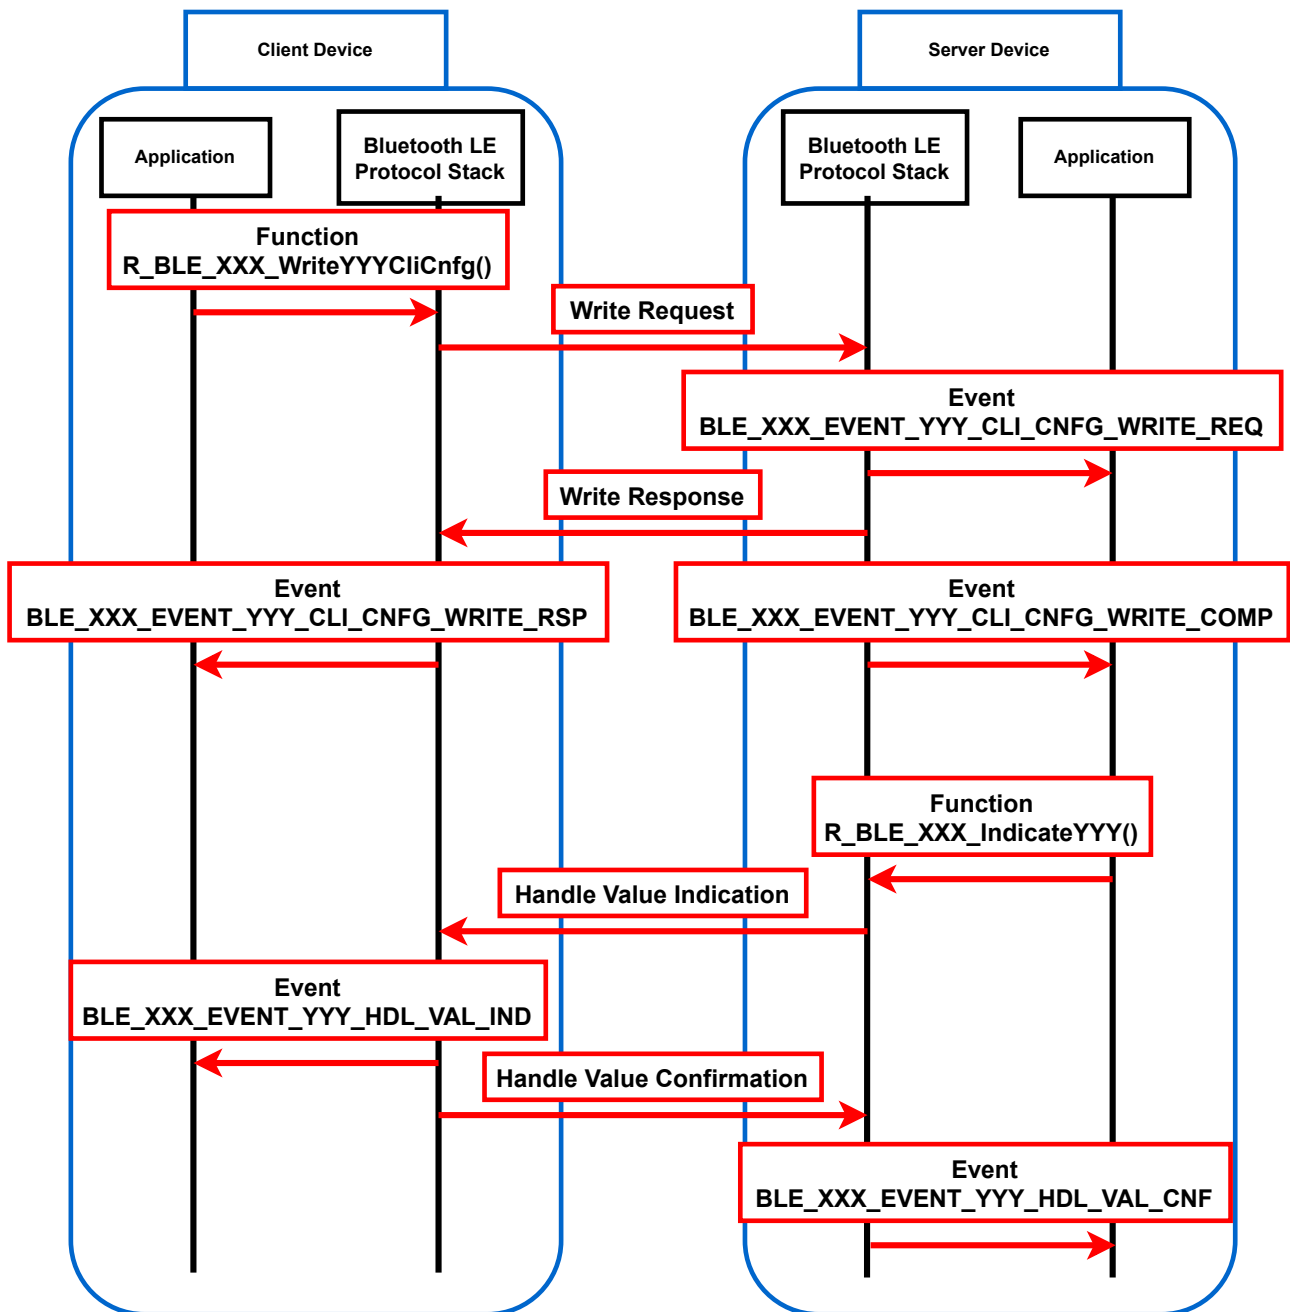 Client Device
Server Device
Application
Bluetooth LE
Protocol Stack
Bluetooth LE
Protocol Stack
Application
Function
R_BLE_XXX_WriteYYYCliCnfg()
Write Request
Event
BLE_XXX_EVENT_YYY_CLI_CNFG_WRITE_REQ
Write Response
Event
BLE_XXX_EVENT_YYY_CLI_CNFG_WRITE_RSP
Event
BLE_XXX_EVENT_YYY_CLI_CNFG_WRITE_COMP
Function
R_BLE_XXX_IndicateYYY()
Handle Value Indication
Event
BLE_XXX_EVENT_YYY_HDL_VAL_IND
Handle Value Confirmation
Event
BLE_XXX_EVENT_YYY_HDL_VAL_CNF